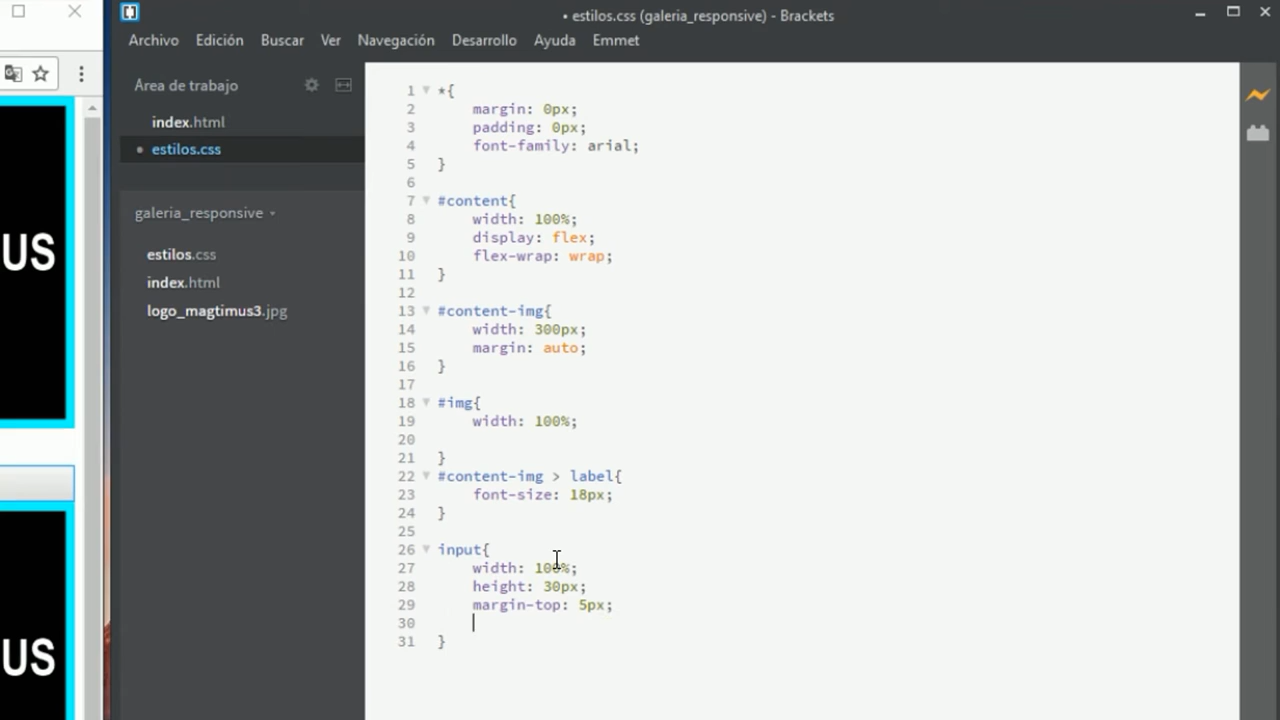 • estilos.css (galeria_responsive) - Brackets
Archivo Edición Buscar Ver Navegación Desarrollo Ayuda Emmet
Área de trabajo
index.html
• estilos.css
galeria_responsive
estilos.css
index.html
logo_magtimus3.jpg
US
US
1 *{
2 margin: 0px;
3 padding: 0px;
4 font-family: arial;
5 }
6
7 #content{
8 width: 100%;
9 display: flex;
10 flex-wrap: wrap;
11 }
12
13 #content-img{
14 width: 300px;
15 margin: auto;
16 }
17
18 #img{
19 width: 100%;
20
21 }
22 #content-img > label{
23 font-size: 18px;
24 }
25
26 input{
27 width: 100%;
28 height: 30px;
29 margin-top: 5px;
30
31 }